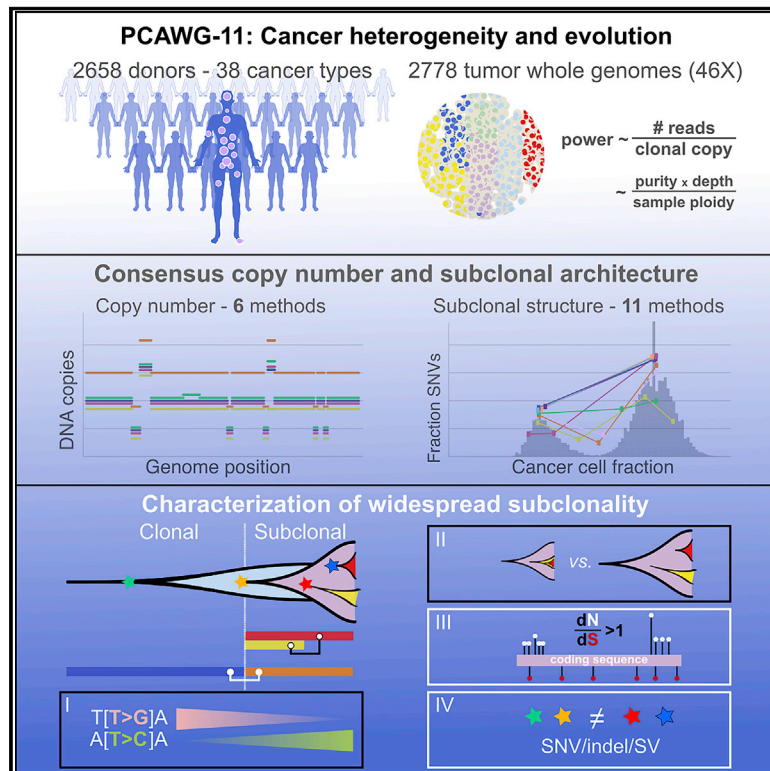 PCAWG-11: Cancer heterogeneity and evolution
2658 donors - 38 cancer types
2778 tumor whole genomes (46X)
power ~ # reads
clonal copy
~ purity x depth
sample ploidy
Consensus copy number and subclonal architecture
Copy number - 6 methods
Subclonal structure - 11 methods
DNA copies
Genome position
Fraction SNVs
Cancer cell fraction
Characterization of widespread subclonality
Clonal
Subclonal
I
T[T>G]A
A[T>C]A
II
vs.
III
dN
dS >1
coding sequence
IV
≠
SNV/indel/SV